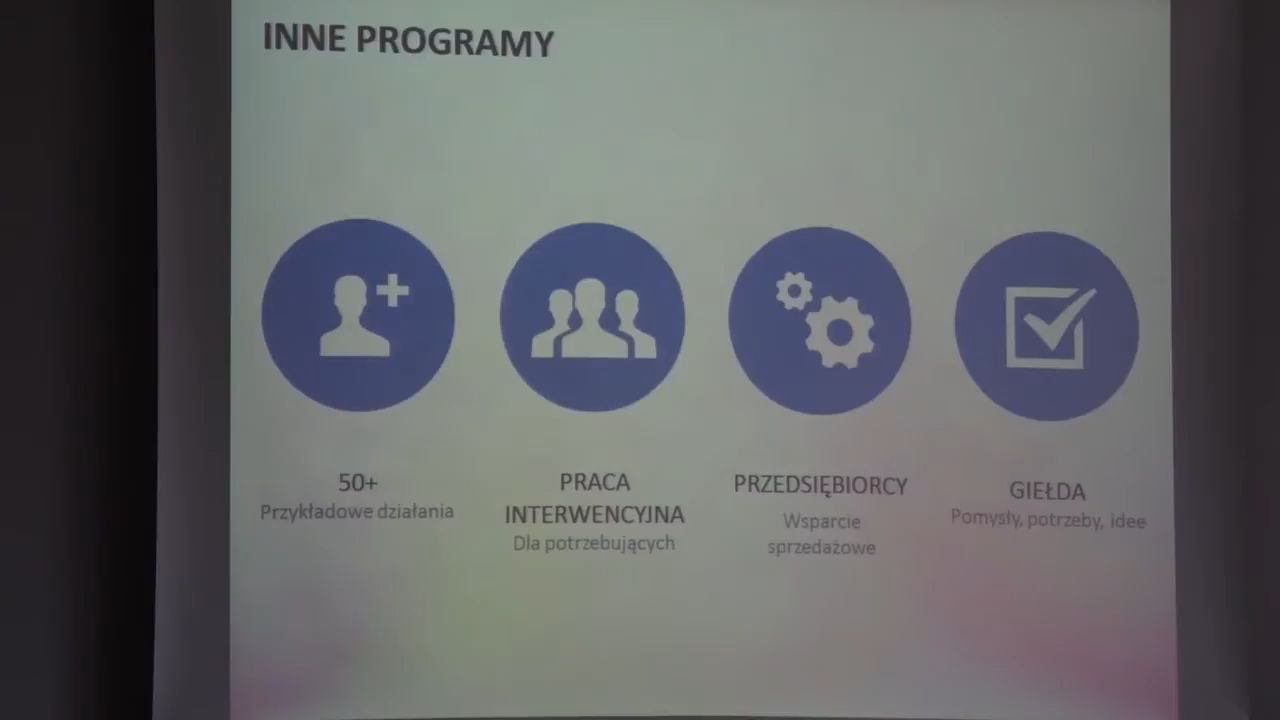 INNE PROGRAMY
50+
Przykładowe działania
PRACA
INTERWENCYJNA
Dla potrzebujących
PRZEDSIĘBIORCY
Wsparcie
sprzedażowe
GIEŁDA
Pomysły, potrzeby, idee